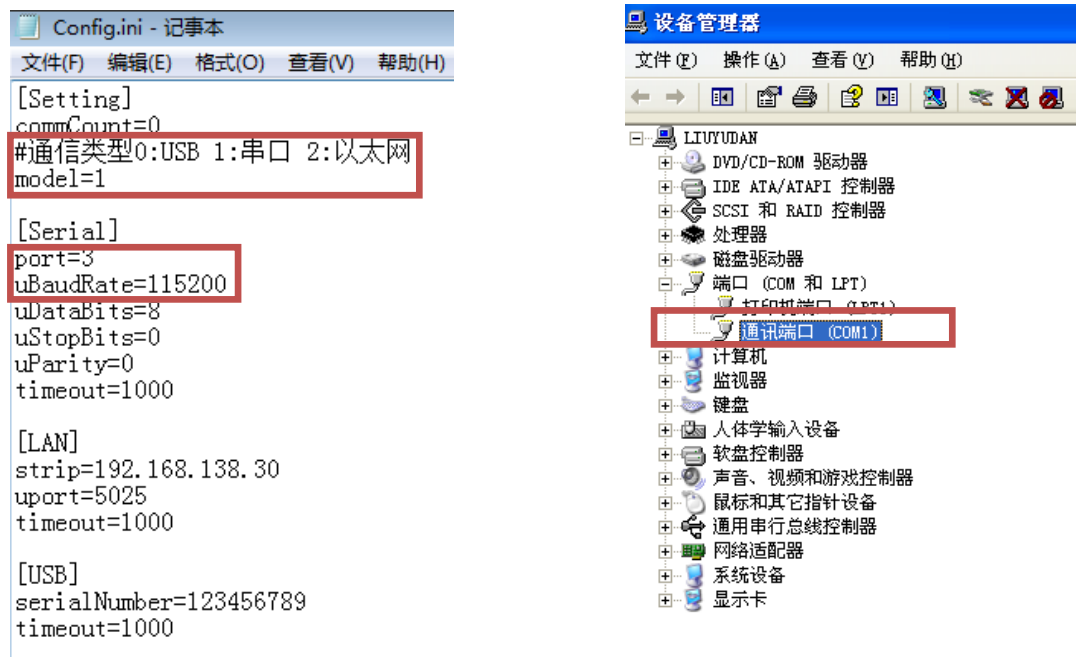 Config.ini - 记事本
文件(F) 编辑(E) 格式(O) 查看(V) 帮助(H)
[Setting]
commCount=0
#通信类型0:USB 1:串口 2:以太网
model=1
[Serial]
port=3
uBaudRate=115200
uDataBits=8
uStopBits=0
uParity=0
timeout=1000
[LAN]
strip=192.168.138.30
uport=5025
timeout=1000
[USB]
serialNumber=123456789
timeout=1000
设备管理器
文件(F) 操作(A) 查看(V) 帮助(H)
LIUYUDAN
DVD/CD-ROM 驱动器
IDE ATA/ATAPI 控制器
SCSI 和 RAID 控制器
处理器
磁盘驱动器
端口 (COM 和 LPT)
打印机端口 (LPT1)
通讯端口 (COM1)
计算机
监视器
键盘
人体学输入设备
软盘控制器
声音、视频和游戏控制器
鼠标和其它指针设备
通用串行总线控制器
网络适配器
系统设备
显示卡